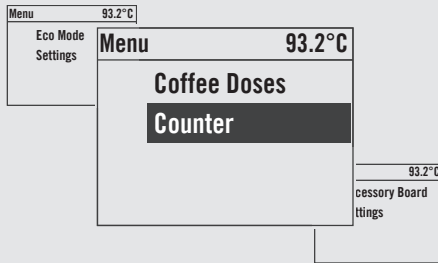 Menu 93.2°C
Eco Mode
Settings
Menu 93.2°C
Coffee Doses
Counter
93.2°C
cessory Board
ttings